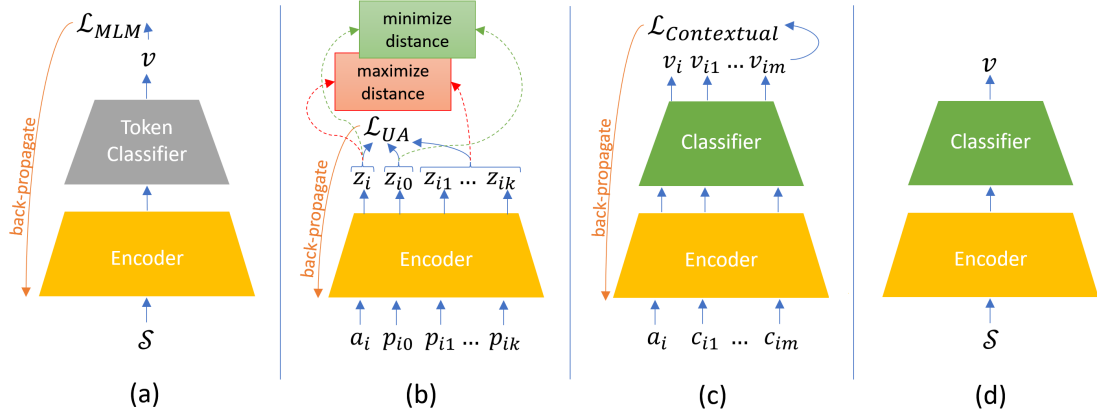 ℒ_MLM
v
Token
Classifier
back-propagate
Encoder
𝒮
(a)
minimize
distance
maximize
distance
ℒ_UA
z_i z_i0 z_i1 … z_ik
back-propagate
Encoder
a_i p_i0 p_i1 … p_ik
(b)
ℒ_Contextual
v_i v_i1 … v_im
Classifier
back-propagate
Encoder
a_i c_i1 … c_im
(c)
v
Classifier
Encoder
𝒮
(d)